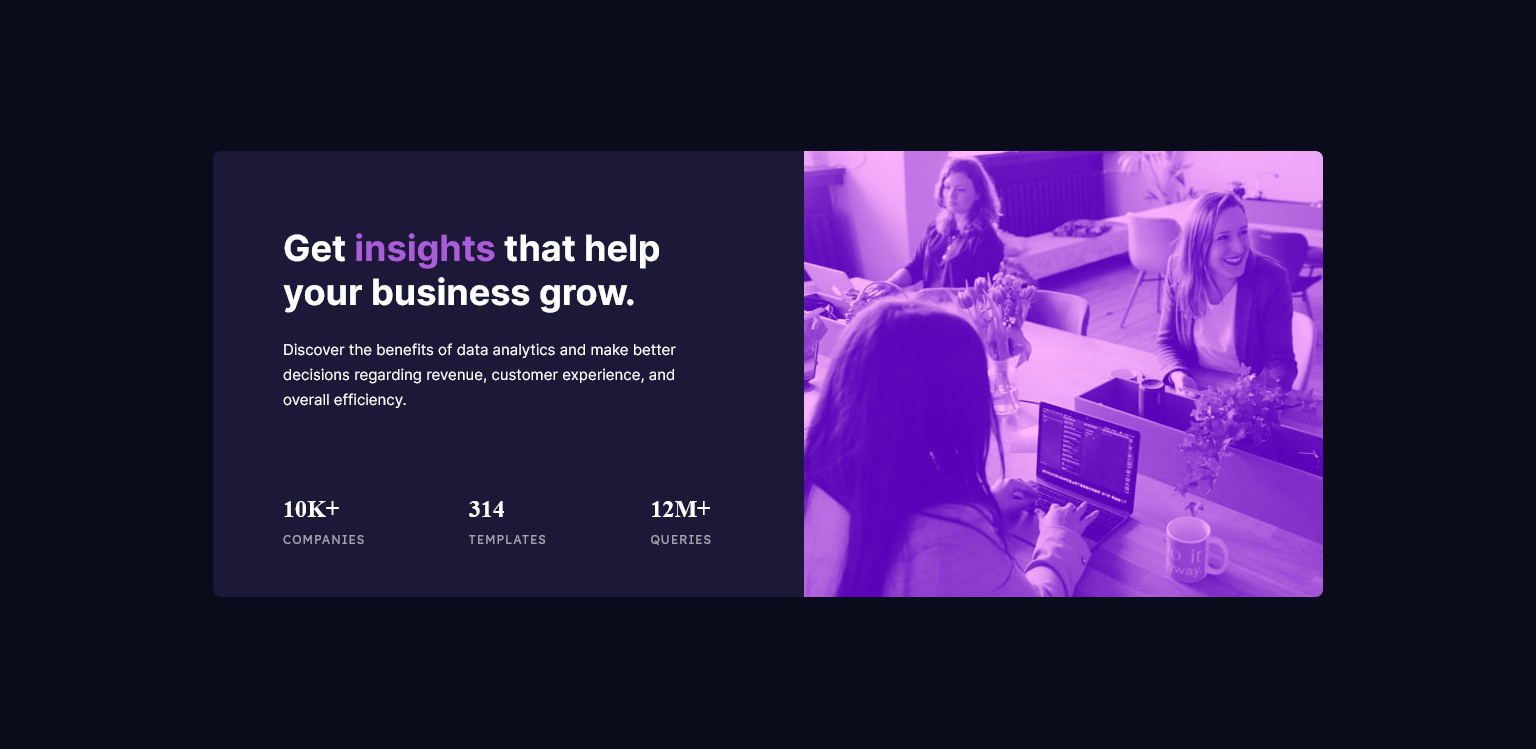 Get insights that help
your business grow.
Discover the benefits of data analytics and make better
decisions regarding revenue, customer experience, and
overall efficiency.
10K+ 314 12M+
COMPANIES TEMPLATES QUERIES